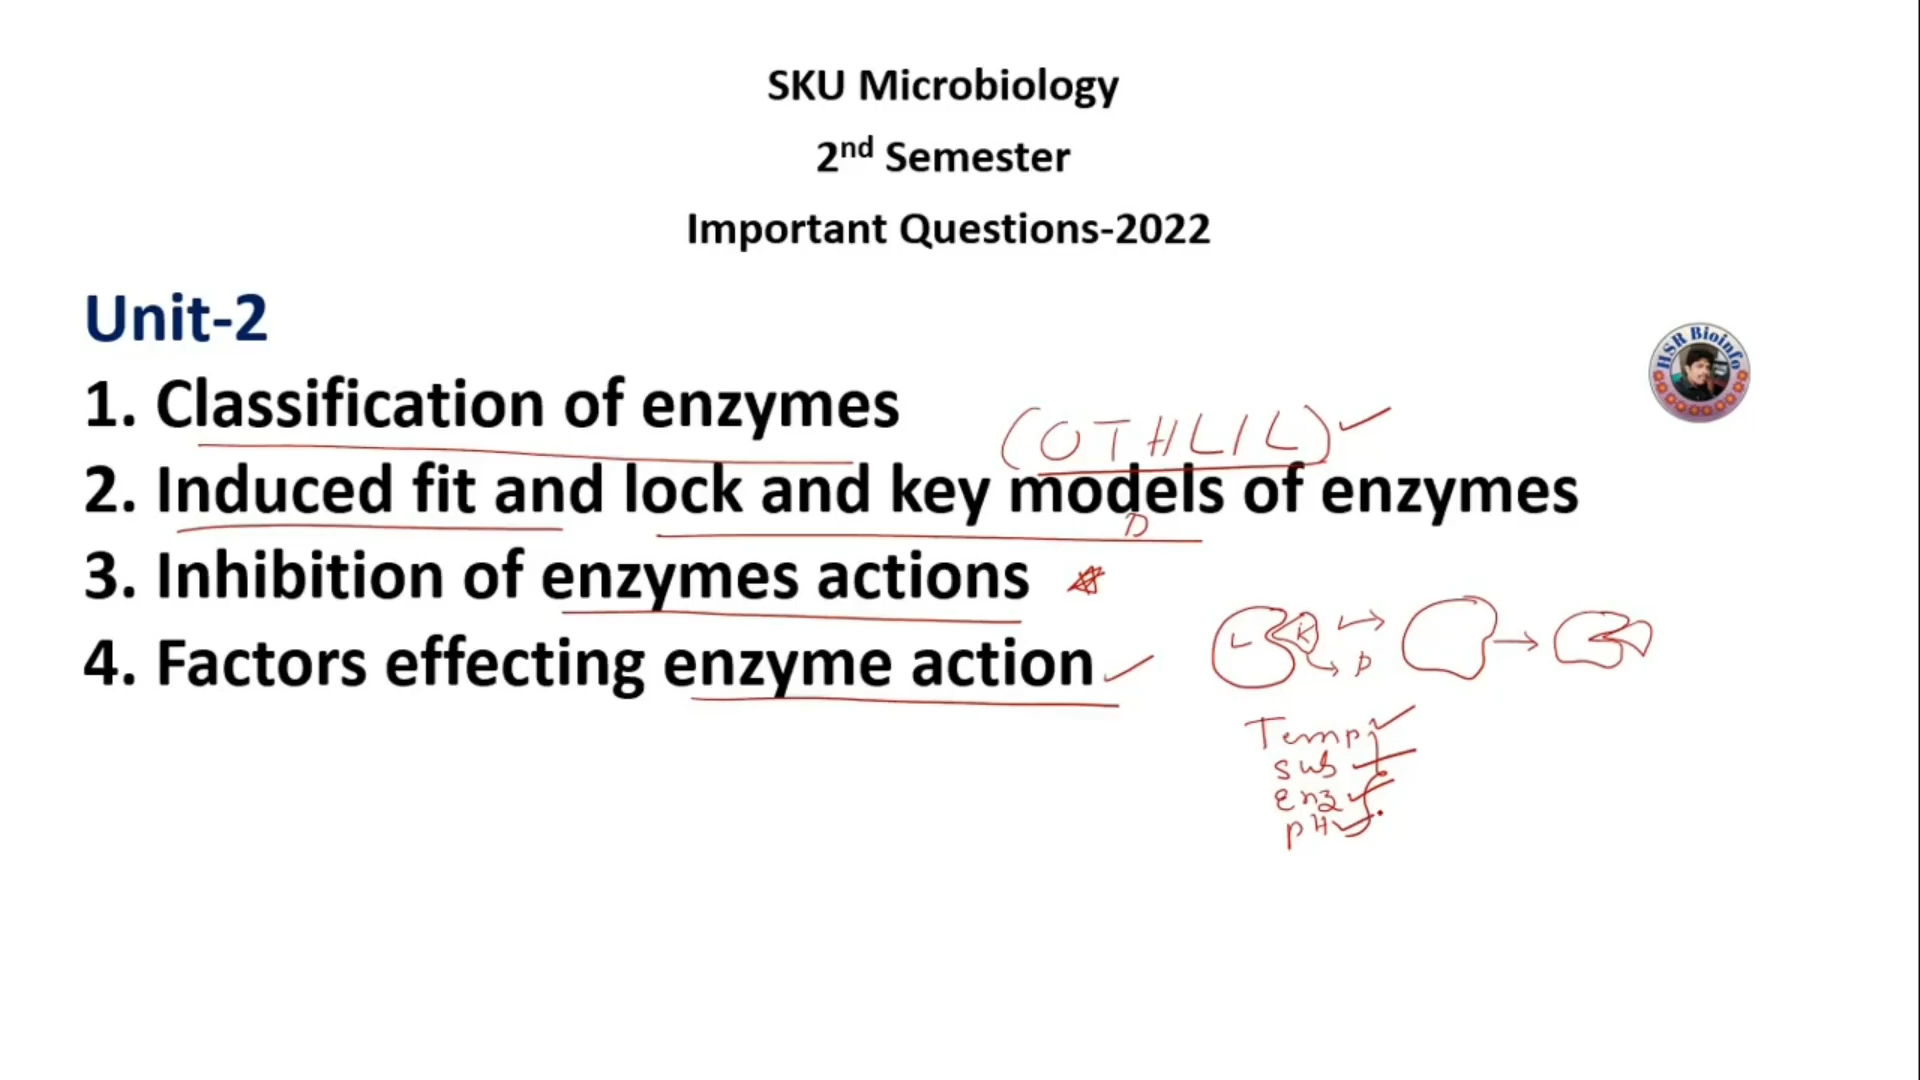 SKU Microbiology
2nd Semester
Important Questions-2022
Unit-2
HSR Bioinfo
1. Classification of enzymes
(OTHLIL)
2. Induced fit and lock and key models of enzymes
D
3. Inhibition of enzymes actions
L K
P
4. Factors effecting enzyme action
Temp
sub
enz
pH